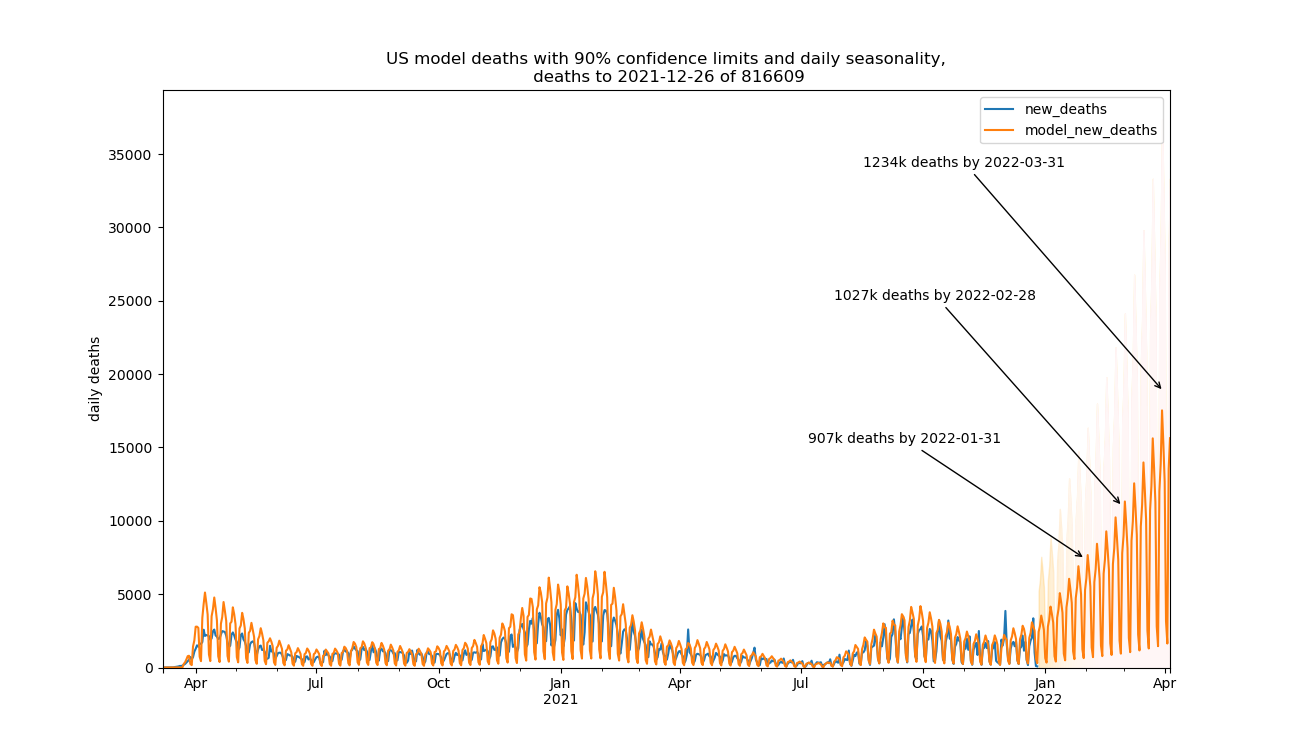 US model deaths with 90% confidence limits and daily seasonality,
deaths to 2021-12-26 of 816609
new_deaths
model_new_deaths
1234k deaths by 2022-03-31
1027k deaths by 2022-02-28
907k deaths by 2022-01-31
daily deaths
35000
30000
25000
20000
15000
10000
5000
0
Apr Jul Oct Jan Apr Jul Oct Jan Apr
2021 2022